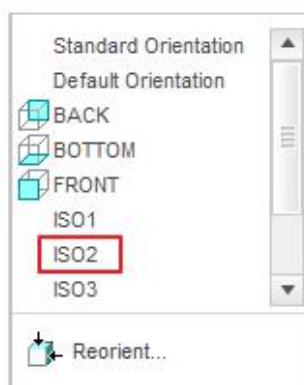 Standard Orientation
Default Orientation
BACK
BOTTOM
FRONT
ISO1
ISO2
ISO3
Reorient...